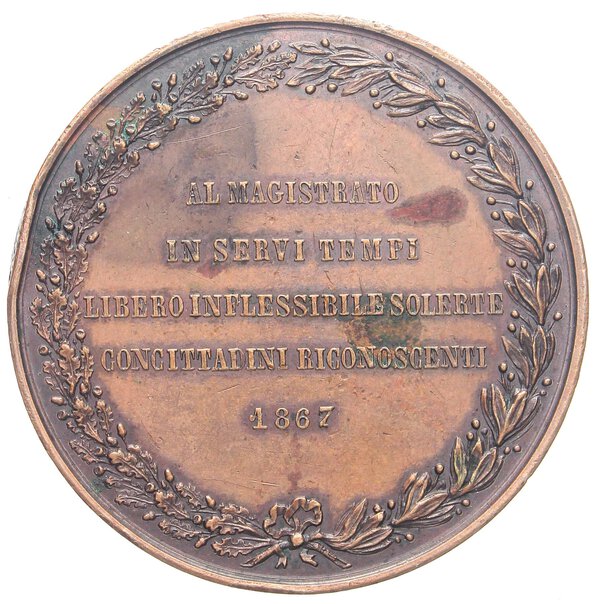 AL MAGISTRATO
IN SERVI TEMPI
LIBERO INFLESSIBILE SOLERTE
CONCITTADINI RICONOSCENTI
1867